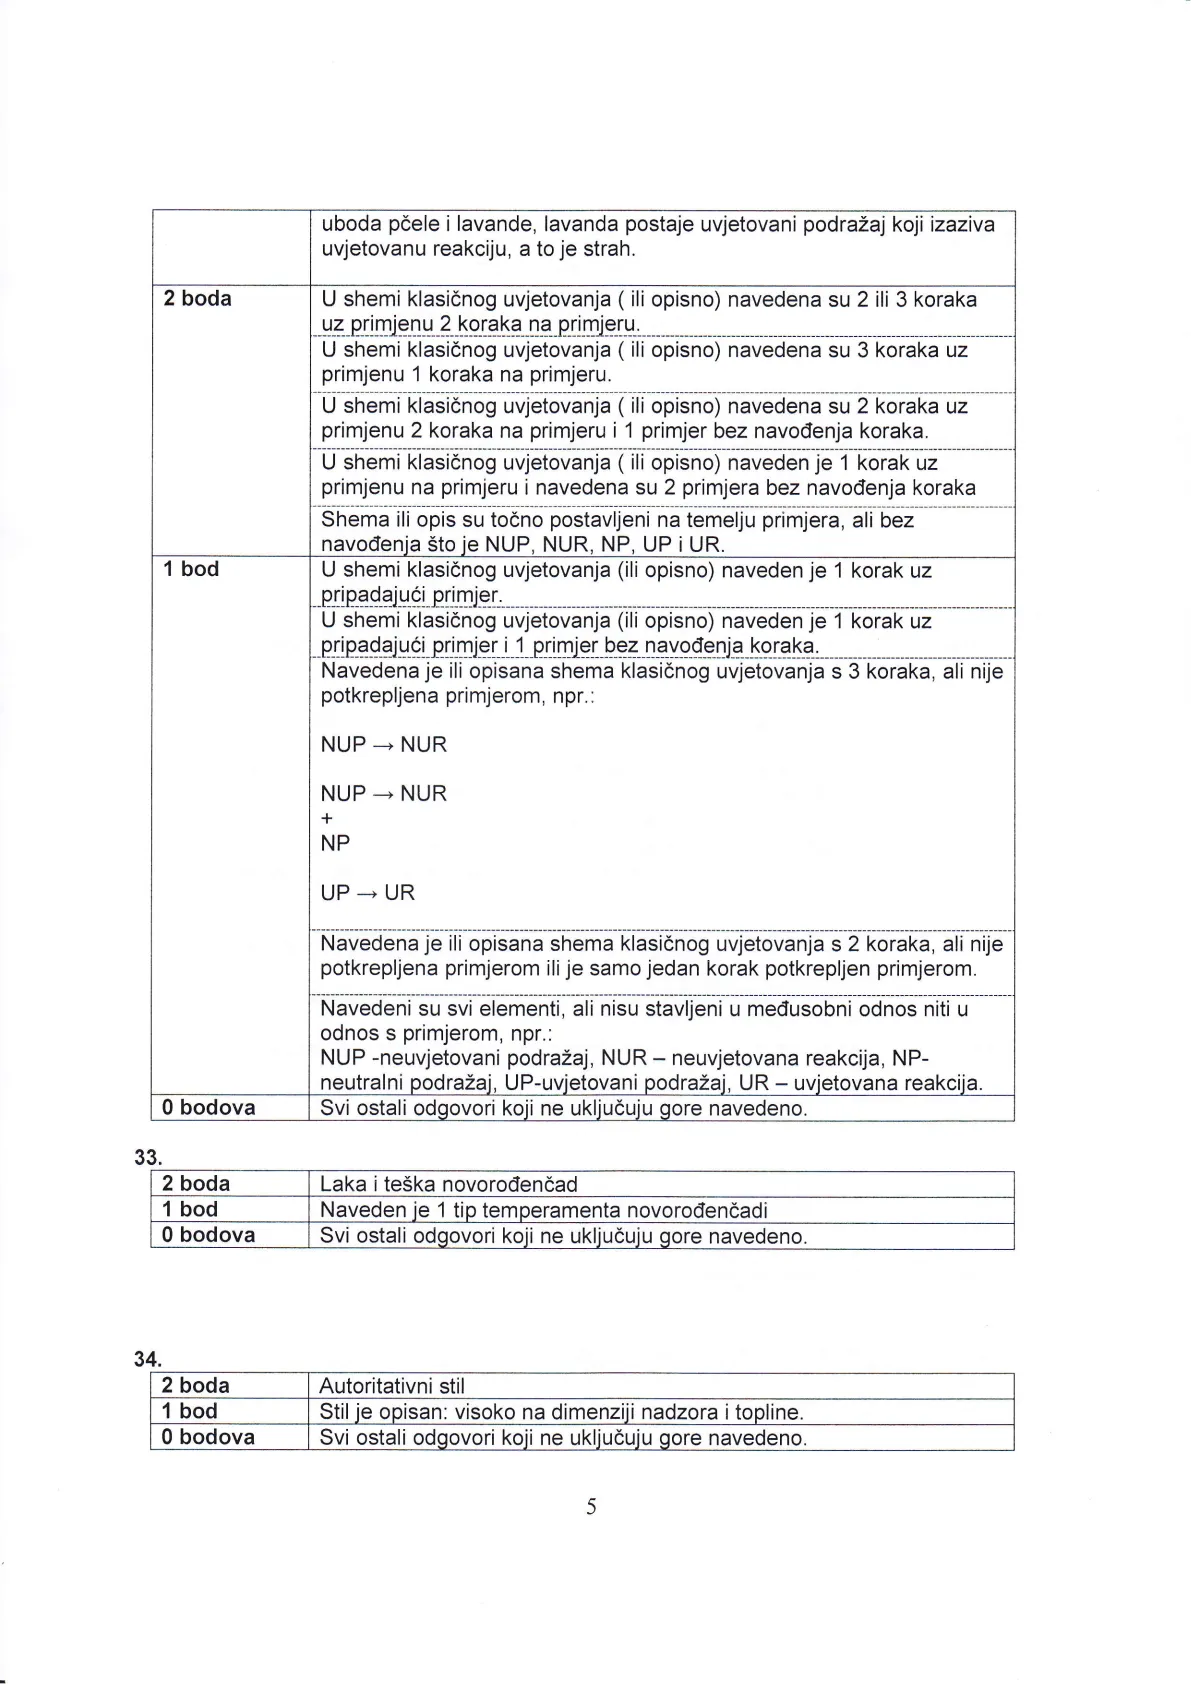 uboda pčele i lavande, lavanda postaje uvjetovani podražaj koji izaziva
uvjetovanu reakciju, a to je strah.
2 boda
U shemi klasičnog uvjetovanja ( ili opisno) navedena su 2 ili 3 koraka
uz primjenu 2 koraka na primjeru.
U shemi klasičnog uvjetovanja ( ili opisno) navedena su 3 koraka uz
primjenu 1 koraka na primjeru.
U shemi klasičnog uvjetovanja ( ili opisno) navedena su 2 koraka uz
primjenu 2 koraka na primjeru i 1 primjer bez navođenja koraka.
U shemi klasičnog uvjetovanja ( ili opisno) naveden je 1 korak uz
primjenu na primjeru i navedena su 2 primjera bez navođenja koraka
Shema ili opis su točno postavljeni na temelju primjera, ali bez
navođenja što je NUP, NUR, NP, UP i UR.
1 bod
U shemi klasičnog uvjetovanja (ili opisno) naveden je 1 korak uz
pripadajući primjer.
U shemi klasičnog uvjetovanja (ili opisno) naveden je 1 korak uz
pripadajući primjer i 1 primjer bez navođenja koraka.
Navedena je ili opisana shema klasičnog uvjetovanja s 3 koraka, ali nije
potkrepljena primjerom, npr.:
NUP → NUR
NUP → NUR
+
NP
UP → UR
Navedena je ili opisana shema klasičnog uvjetovanja s 2 koraka, ali nije
potkrepljena primjerom ili je samo jedan korak potkrepljen primjerom.
Navedeni su svi elementi, ali nisu stavljeni u međusobni odnos niti u
odnos s primjerom, npr.:
NUP -neuvjetovani podražaj, NUR – neuvjetovana reakcija, NP-
neutralni podražaj, UP-uvjetovani podražaj, UR – uvjetovana reakcija.
0 bodova Svi ostali odgovori koji ne uključuju gore navedeno.
33.
2 boda Laka i teška novorođenčad
1 bod Naveden je 1 tip temperamenta novorođenčadi
0 bodova Svi ostali odgovori koji ne uključuju gore navedeno.
34.
2 boda Autoritativni stil
1 bod Stil je opisan: visoko na dimenziji nadzora i topline.
0 bodova Svi ostali odgovori koji ne uključuju gore navedeno.
5